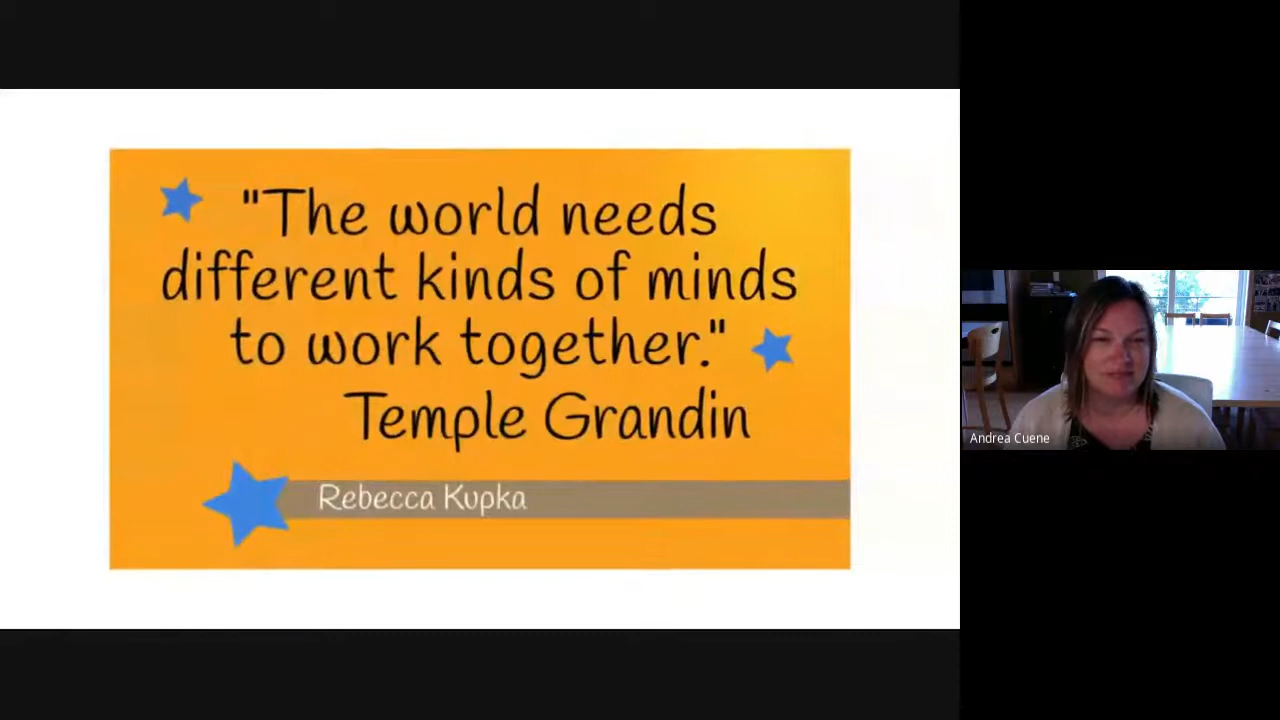 "The world needs
different kinds of minds
to work together."
Temple Grandin
Rebecca Kupka
Andrea Cuene